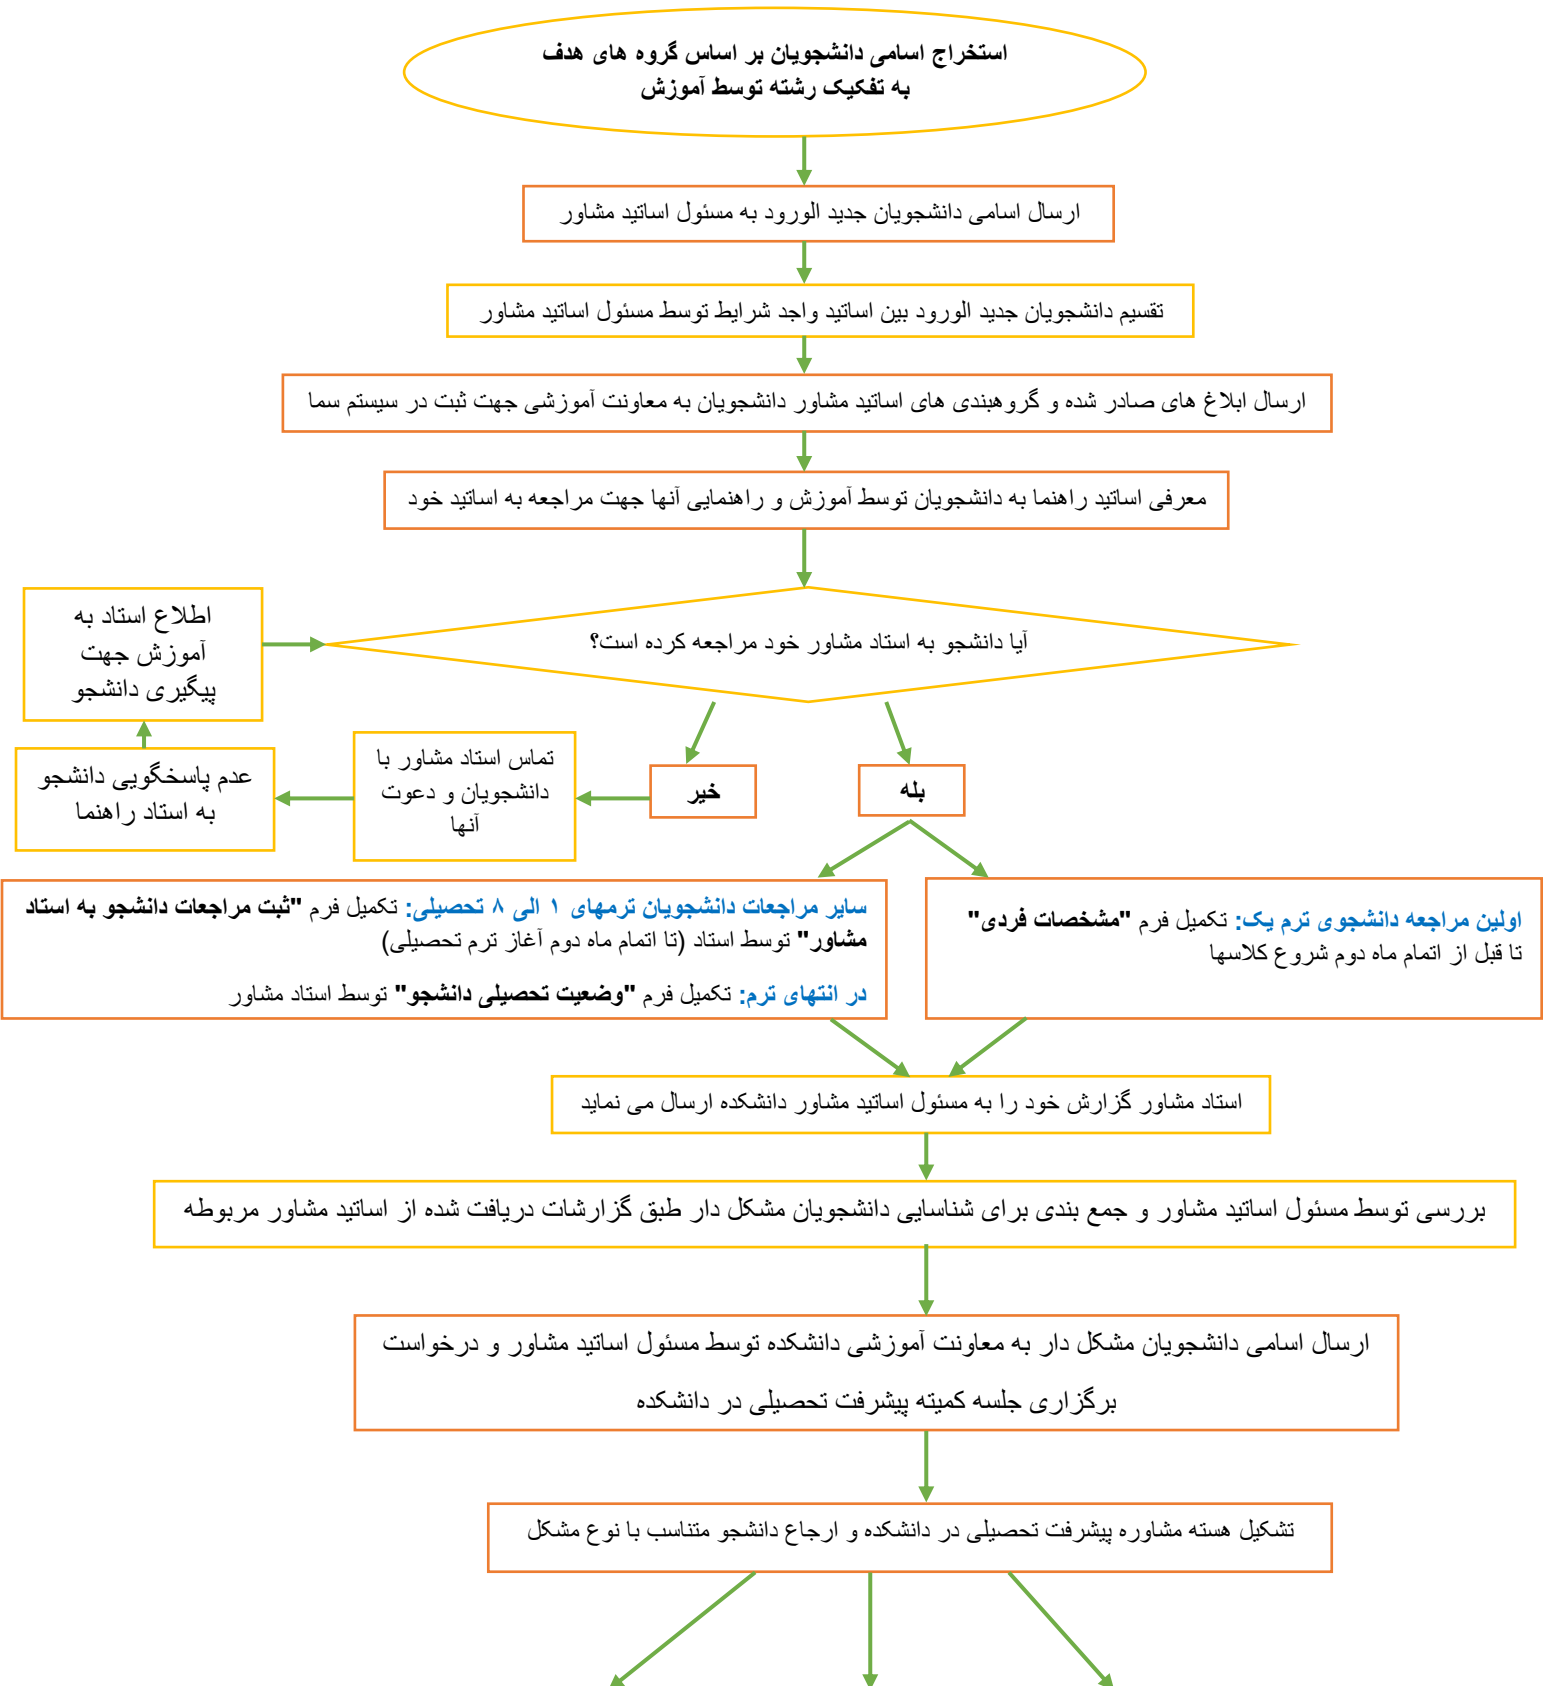 استخراج اسامی دانشجویان بر اساس گروه های هدف
به تفکیک رشته توسط آموزش
ارسال اسامی دانشجویان جدید الورود به مسئول اساتید مشاور
تقسیم دانشجویان جدید الورود بین اساتید واجد شرایط توسط مسئول اساتید مشاور
ارسال ابلاغ های صادر شده و گروهبندی های اساتید مشاور دانشجویان به معاونت آموزشی جهت ثبت در سیستم سما
معرفی اساتید راهنما به دانشجویان توسط آموزش و راهنمایی آنها جهت مراجعه به اساتید خود
آیا دانشجو به استاد مشاور خود مراجعه کرده است؟
بله
خیر
تماس استاد مشاور با
دانشجویان و دعوت
آنها
عدم پاسخگویی دانشجو
به استاد راهنما
اطلاع استاد به
آموزش جهت
پیگیری دانشجو
اولین مراجعه دانشجوی ترم یک: تکمیل فرم "مشخصات فردی"
تا قبل از اتمام ماه دوم شروع کلاسها
سایر مراجعات دانشجویان ترمهای ۱ الی ۸ تحصیلی: تکمیل فرم "ثبت مراجعات دانشجو به استاد
مشاور" توسط استاد (تا اتمام ماه دوم آغاز ترم تحصیلی)
در انتهای ترم: تکمیل فرم "وضعیت تحصیلی دانشجو" توسط استاد مشاور
استاد مشاور گزارش خود را به مسئول اساتید مشاور دانشکده ارسال می نماید
بررسی توسط مسئول اساتید مشاور و جمع بندی برای شناسایی دانشجویان مشکل دار طبق گزارشات دریافت شده از اساتید مشاور مربوطه
ارسال اسامی دانشجویان مشکل دار به معاونت آموزشی دانشکده توسط مسئول اساتید مشاور و درخواست
برگزاری جلسه کمیته پیشرفت تحصیلی در دانشکده
تشکیل هسته مشاوره پیشرفت تحصیلی در دانشکده و ارجاع دانشجو متناسب با نوع مشکل